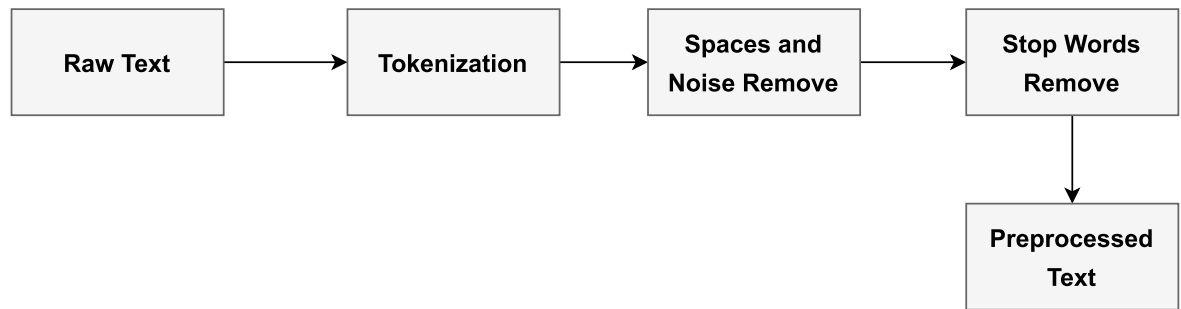 Raw Text
Tokenization
Spaces and
Noise Remove
Stop Words
Remove
Preprocessed
Text